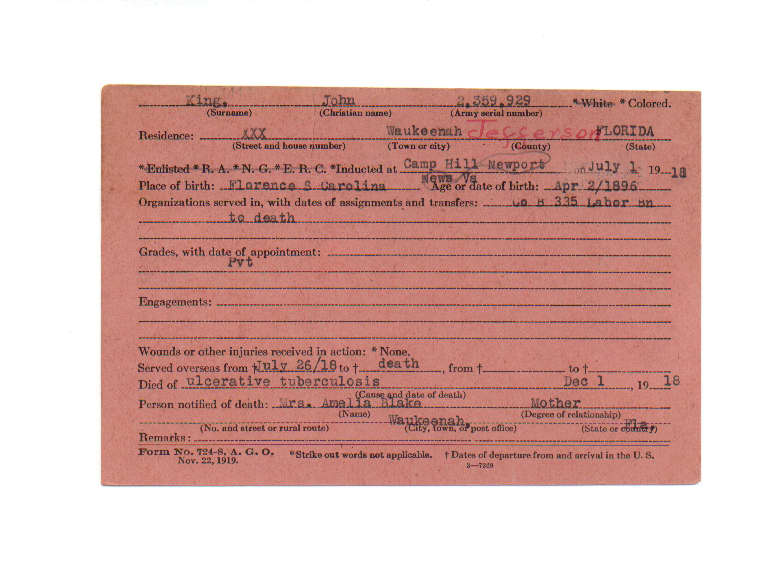 King, John 2,359,929 *White *Colored.
(Surname) (Christian name) (Army serial number)
Residence: XXX Waukeenah Jefferson FLORIDA
(Street and house number) (Town or city) (County) (State)
*Enlisted *R. A. *N. G. *E. R. C. *Inducted at Camp Hill Newport on July 1, 19 18
News Va
Place of birth: Florence S Carolina Age or date of birth: Apr 2/1896
Organizations served in, with dates of assignments and transfers: Co B 335 Labor Bn
to death
Grades, with date of appointment:
Pvt
Engagements:
Wounds or other injuries received in action: *None.
Served overseas from †July 26/18 to † death, from † to †
Died of ulcerative tuberculosis Dec 1, 19 18
(Cause and date of death)
Person notified of death: Mrs. Amelia Blake Mother
(Name) (Degree of relationship)
Waukeenah, Fla.
(No. and street or rural route) (City, town, or post office) (State or country)
Remarks:
Form No. 724-8, A. G. O. *Strike out words not applicable. † Dates of departure from and arrival in the U. S.
Nov. 22, 1919. 3—7329